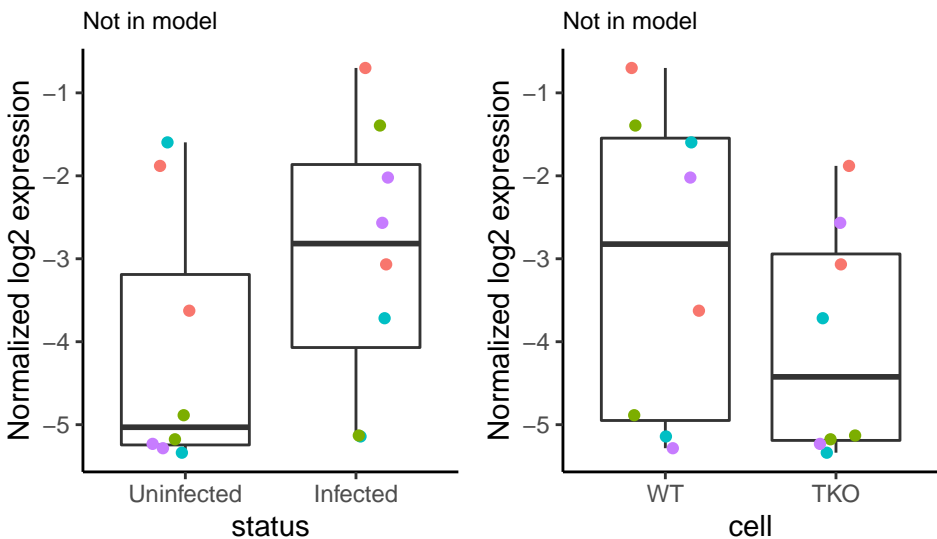 Not in model
Normalized log2 expression
−1
−2
−3
−4
−5
Uninfected
Infected
status
Not in model
Normalized log2 expression
−1
−2
−3
−4
−5
WT
TKO
cell